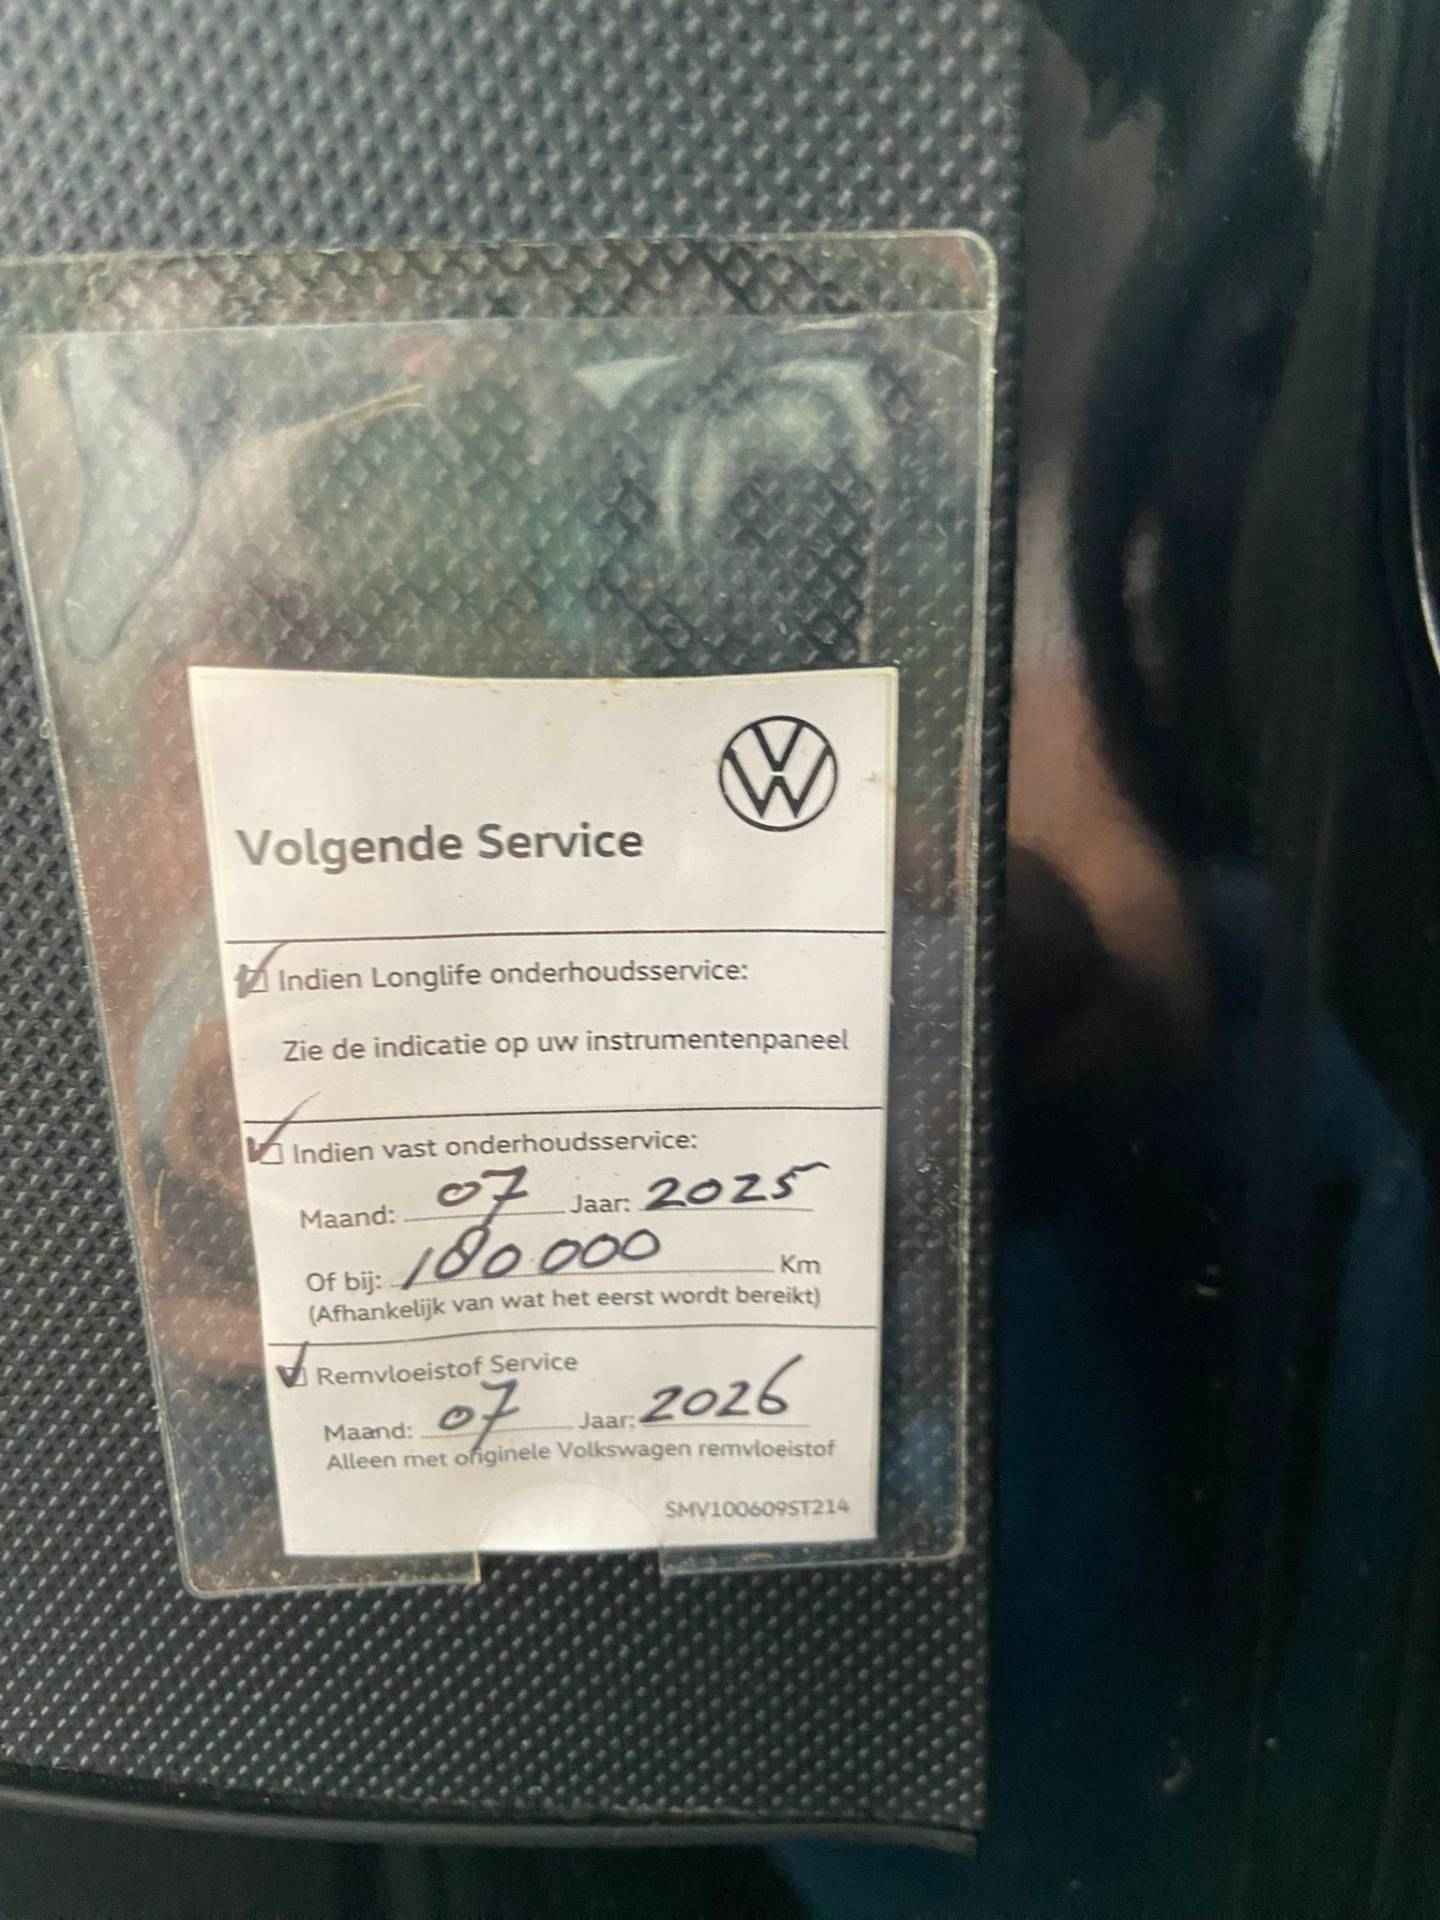 Volgende Service
Indien Longlife onderhoudsservice:
Zie de indicatie op uw instrumentenpaneel
Indien vast onderhoudsservice:
Maand: 07 Jaar: 2025
Of bij: 180.000 Km
(Afhankelijk van wat het eerst wordt bereikt)
Remvloeistof Service
Maand: 07 Jaar: 2026
Alleen met originele Volkswagen remvloeistof
SMV100609ST214